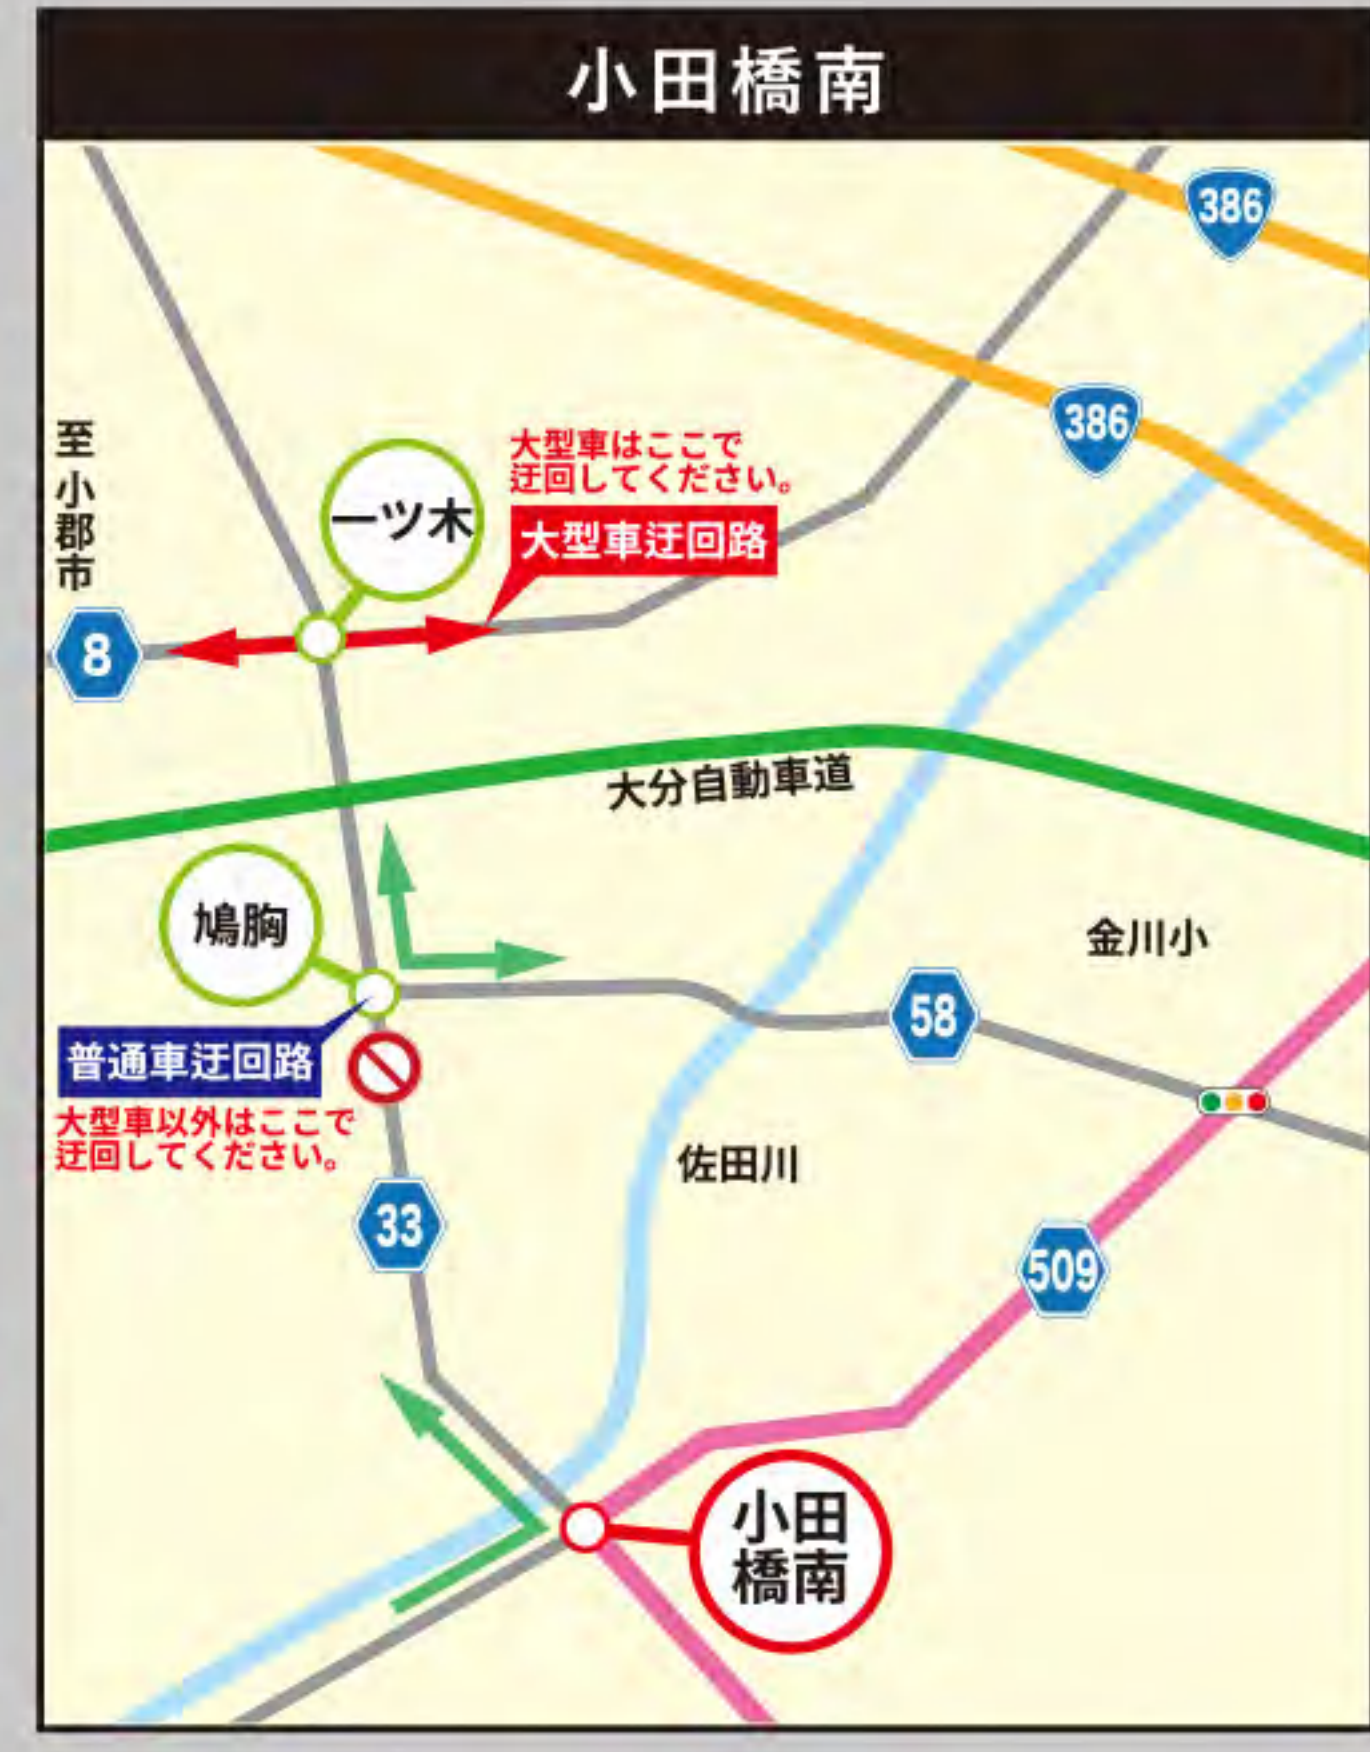 小田橋南
386
386
至小郡市
大型車はここで
迂回してください。
一ツ木
大型車迂回路
8
大分自動車道
鳩胸
金川小
58
普通車迂回路
大型車以外はここで
迂回してください。
佐田川
33
509
小田
橋南